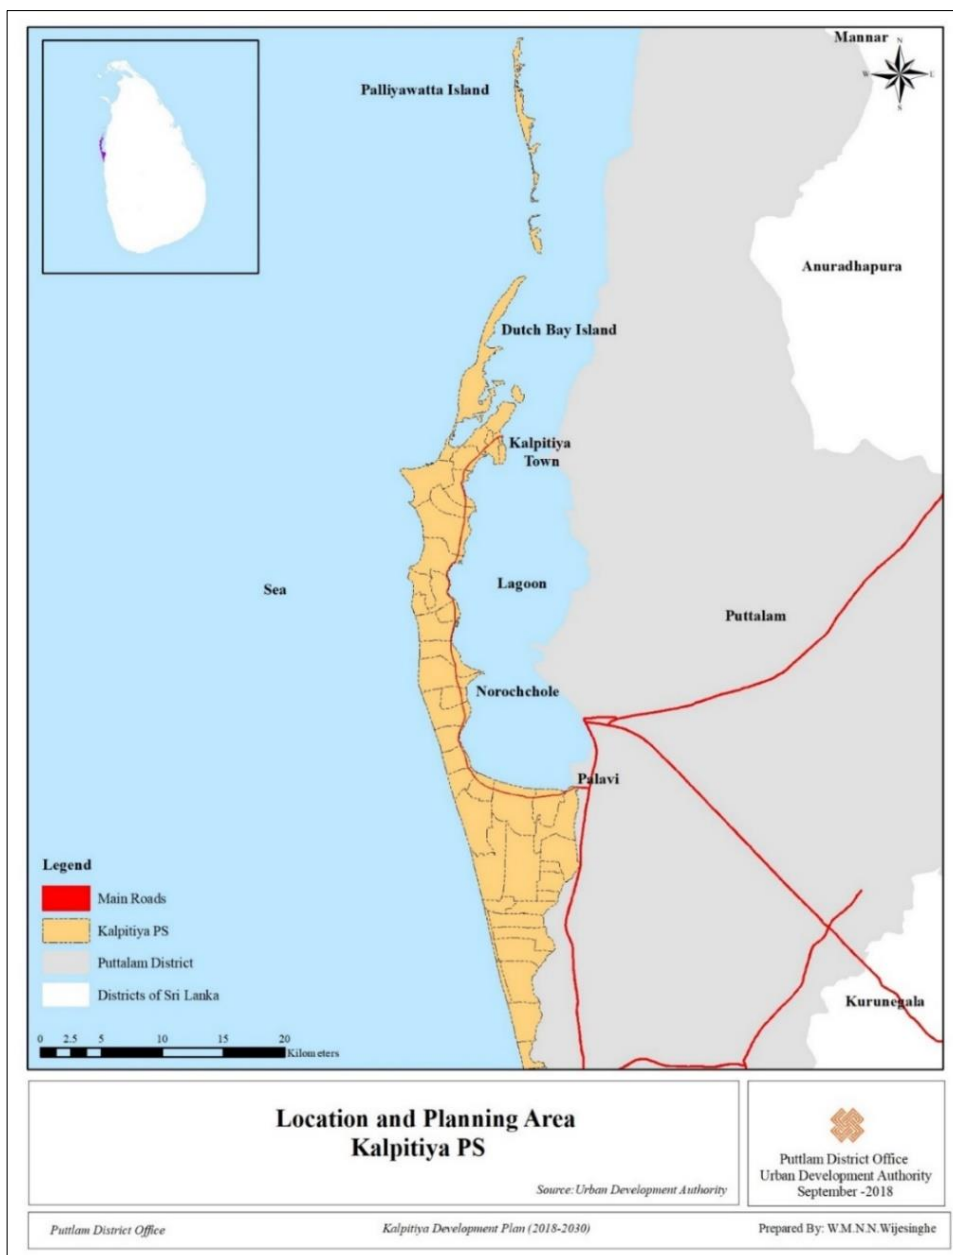 Mannar
N
W
E
S
Palliyawatta Island
Anuradhapura
Dutch Bay Island
Kalpitiya
Town
Lagoon
Sea
Puttalam
Norochchole
Palavi
Legend
Main Roads
Kalpitiya PS
Puttalam District
Districts of Sri Lanka
Kurunegala
0 2.5 5 10 15 20
Kilometers
Location and Planning Area
Kalpitiya PS
Source: Urban Development Authority
Puttlam District Office
Urban Development Authority
September -2018
Puttlam District Office
Kalpitiya Development Plan (2018-2030)
Prepared By: W.M.N.N.Wijesinghe